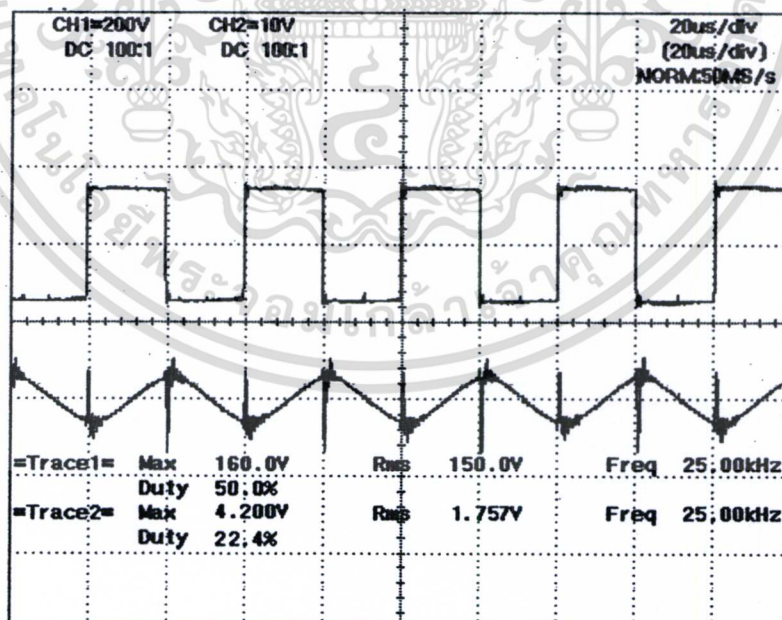 CH1=200V CH2=10V 20us/div
DC 100:1 DC 100:1 (20us/div)
NORM:50MS/s
=Trace1= Max 160.0V Rms 150.0V Freq 25.00kHz
Duty 50.0%
=Trace2= Max 4.200V Rms 1.757V Freq 25.00kHz
Duty 22.4%